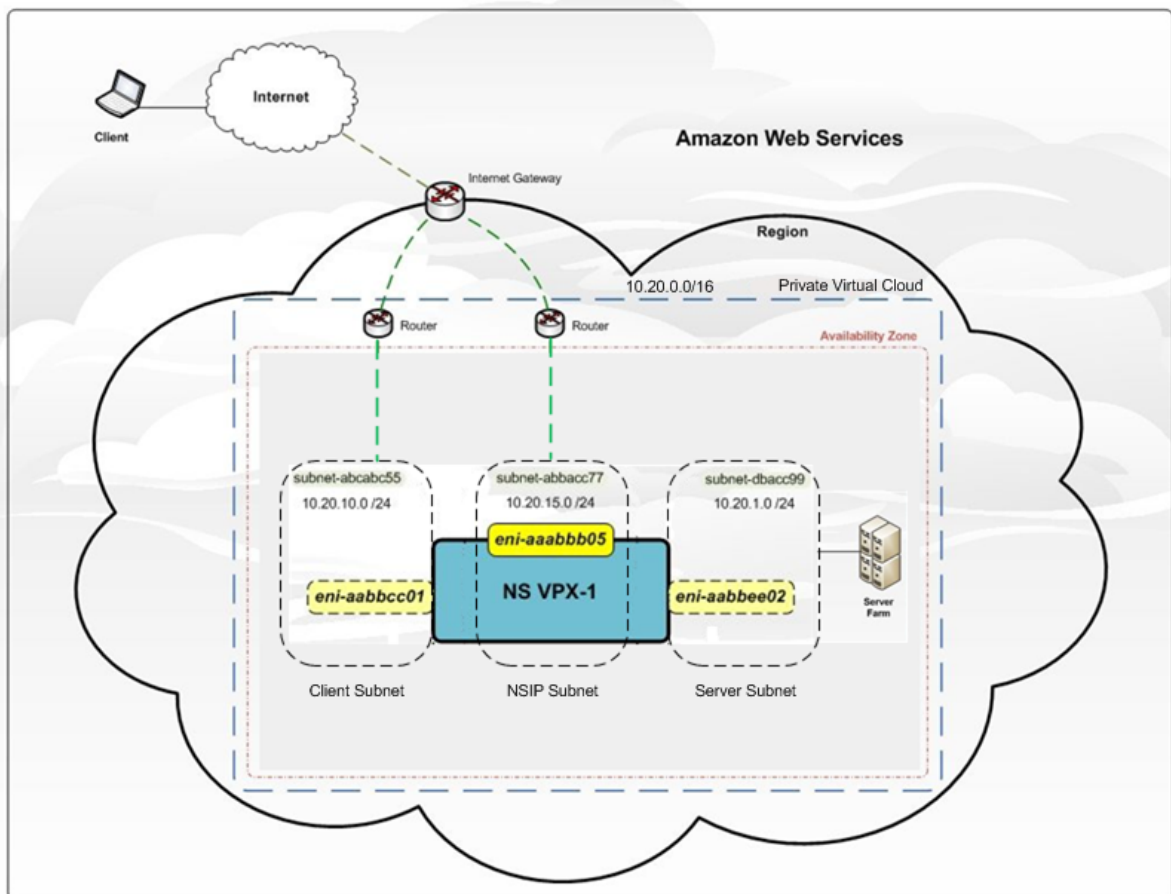 Internet
Client
Amazon Web Services
Internet Gateway
Region
10.20.0.0/16
Private Virtual Cloud
Router
Router
Availability Zone
subnet-abcabc55
10.20.10.0 /24
subnet-abbacc77
10.20.15.0 /24
subnet-dbacc99
10.20.1.0 /24
eni-aaabbb05
eni-aabbcc01
NS VPX-1
eni-aabbee02
Server
Farm
Client Subnet
NSIP Subnet
Server Subnet